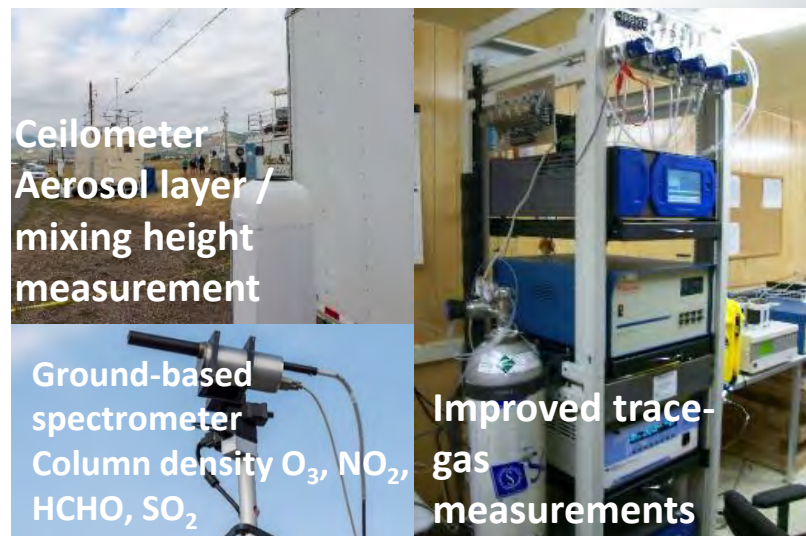 Ceilometer
Aerosol layer /
mixing height
measurement
Ground-based
spectrometer
Column density O₃, NO₂,
HCHO, SO₂
Improved trace-
gas
measurements